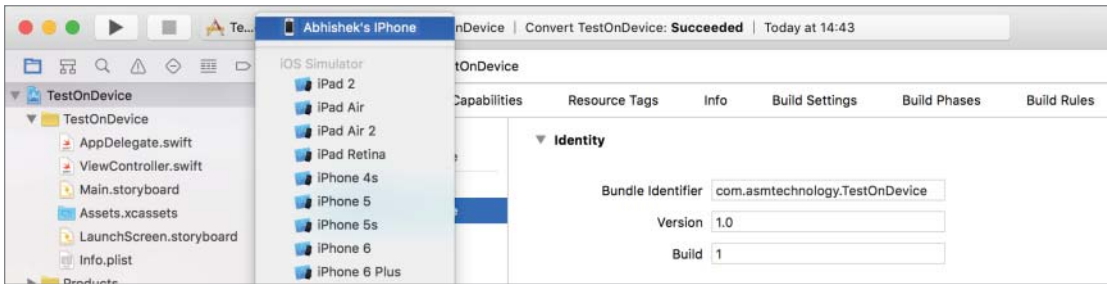 Te...
Abhishek's IPhone
nDevice | Convert TestOnDevice: Succeeded | Today at 14:43
iOS Simulator
iPad 2
iPad Air
iPad Air 2
iPad Retina
iPhone 4s
iPhone 5
iPhone 5s
iPhone 6
iPhone 6 Plus
TestOnDevice
TestOnDevice
AppDelegate.swift
ViewController.swift
Main.storyboard
Assets.xcassets
LaunchScreen.storyboard
Info.plist
Products
tOnDevice
Capabilities Resource Tags Info Build Settings Build Phases Build Rules
Identity
Bundle Identifier com.asmtechnology.TestOnDevice
Version 1.0
Build 1